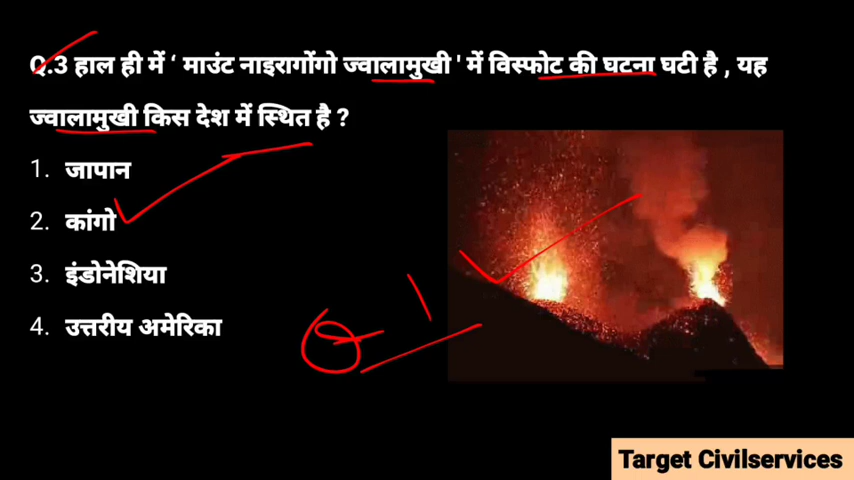 Q.3 हाल ही में ‘ माउंट नाइरागोंगो ज्वालामुखी ' में विस्फोट की घटना घटी है , यह
ज्वालामुखी किस देश में स्थित है ?
1. जापान
2. कांगो
3. इंडोनेशिया
4. उत्तरीय अमेरिका
Target Civilservices